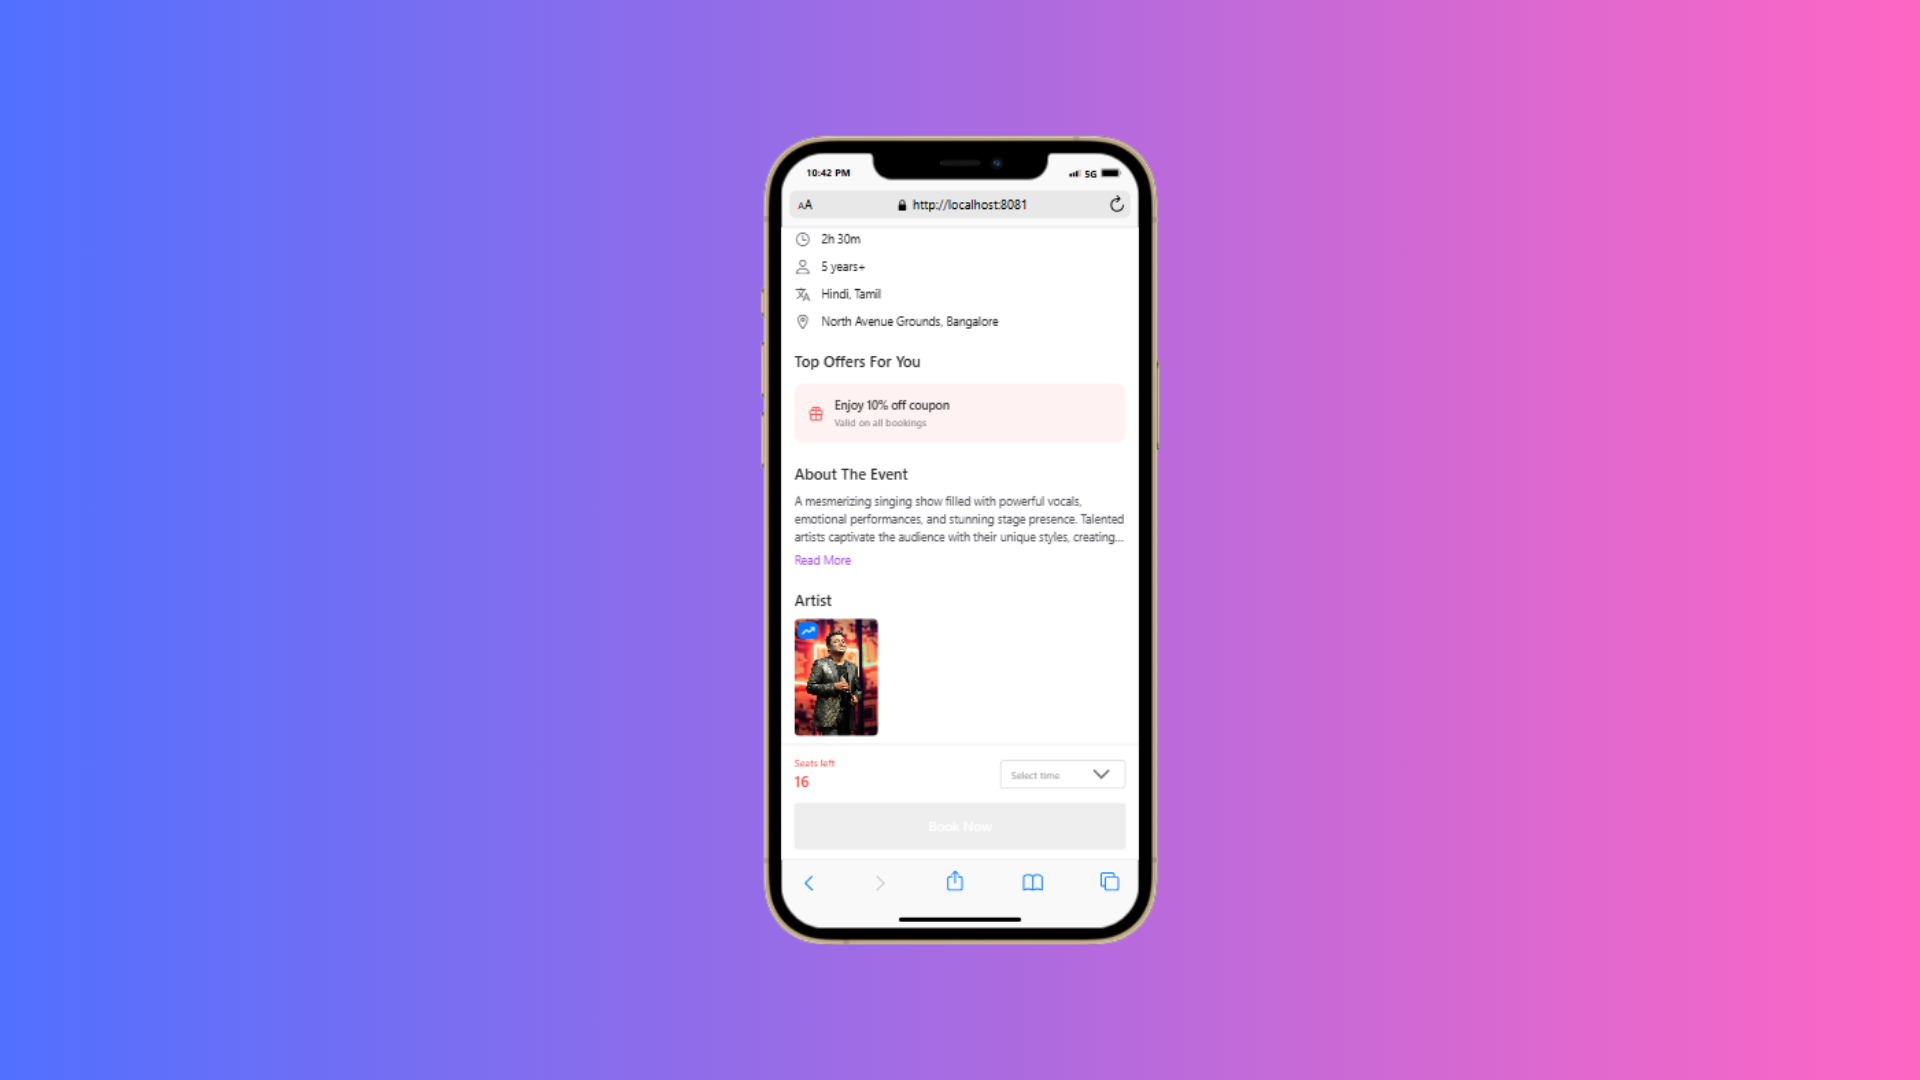 10:42 PM
5G
AA
http://localhost:8081
2h 30m
5 years+
Hindi, Tamil
North Avenue Grounds, Bangalore
Top Offers For You
Enjoy 10% off coupon
Valid on all bookings
About The Event
A mesmerizing singing show filled with powerful vocals,
emotional performances, and stunning stage presence. Talented
artists captivate the audience with their unique styles, creating...
Read More
Artist
Seats left
16
Select time
Book Now